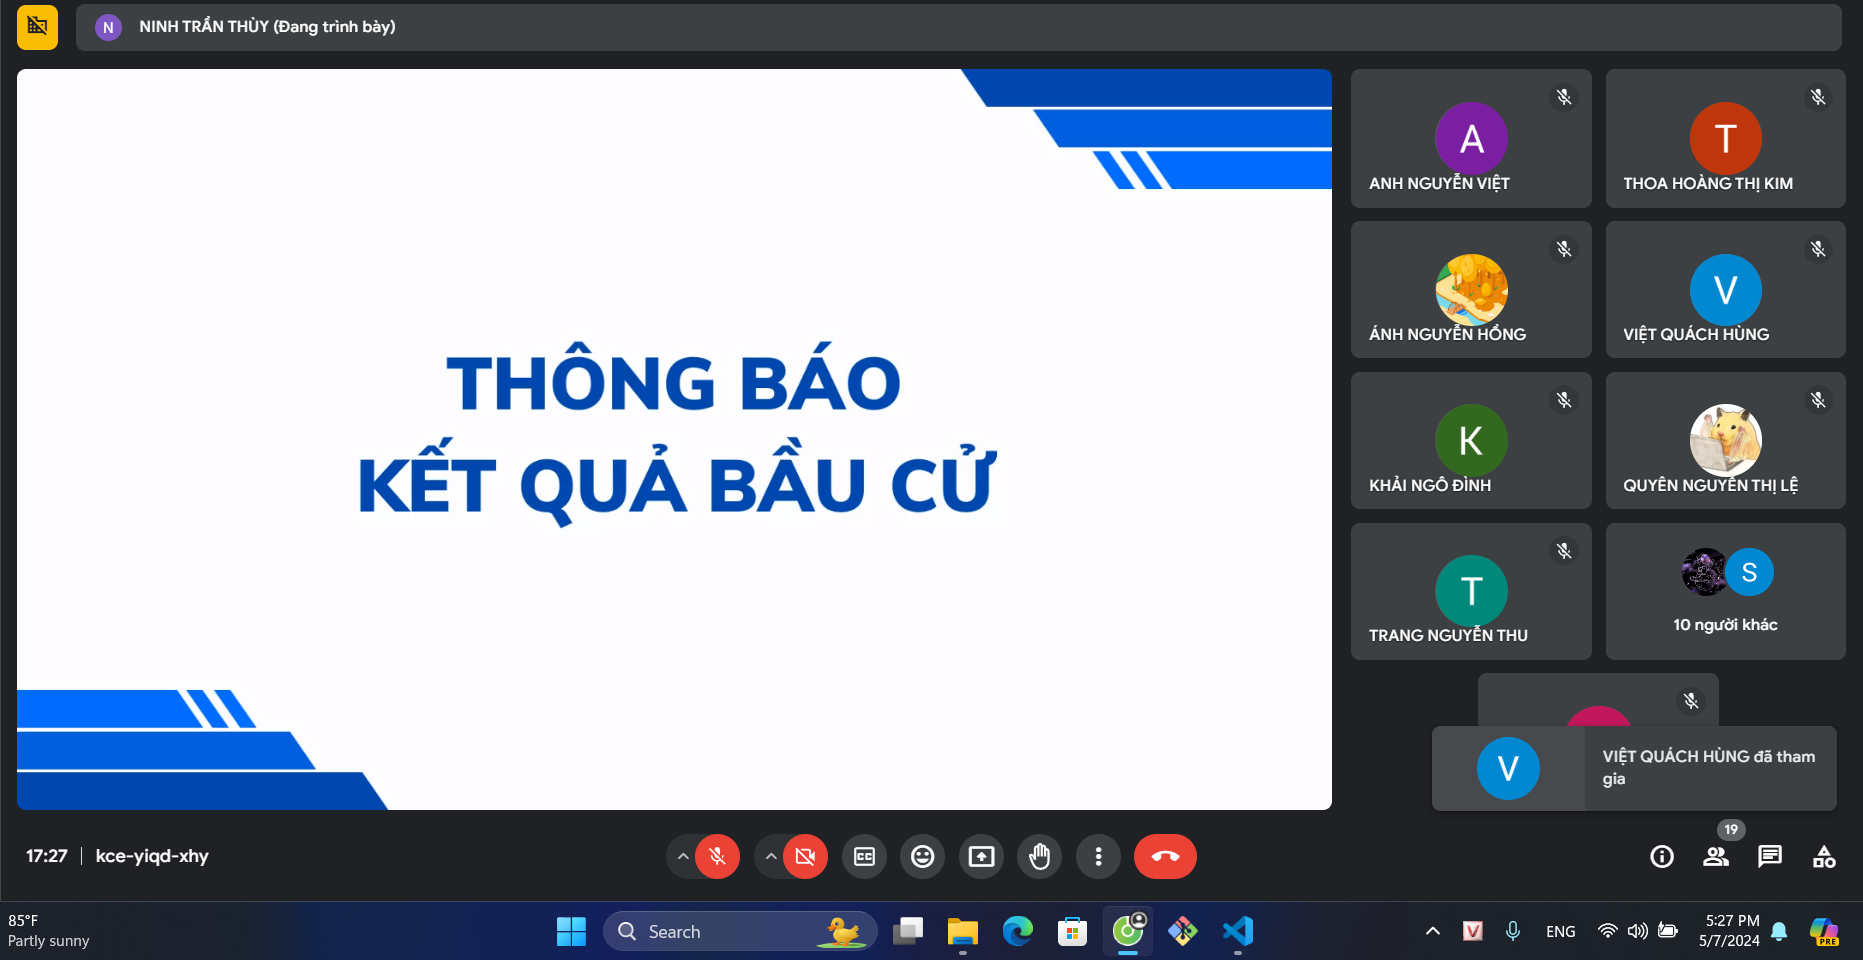 N NINH TRẦN THÙY (Đang trình bày)
THÔNG BÁO
KẾT QUẢ BẦU CỬ
A
ANH NGUYỄN VIỆT
T
THOA HOÀNG THỊ KIM
ÁNH NGUYỄN HỒNG
V
VIỆT QUÁCH HÙNG
K
KHẢI NGÔ ĐÌNH
QUYÊN NGUYỄN THỊ LỆ
T
TRANG NGUYỄN THU
S
10 người khác
V
VIỆT QUÁCH HÙNG đã tham
gia
17:27 | kce-yiqd-xhy
CC
19
85°F
Partly sunny
Search
V
ENG
5:27 PM
5/7/2024
PRE